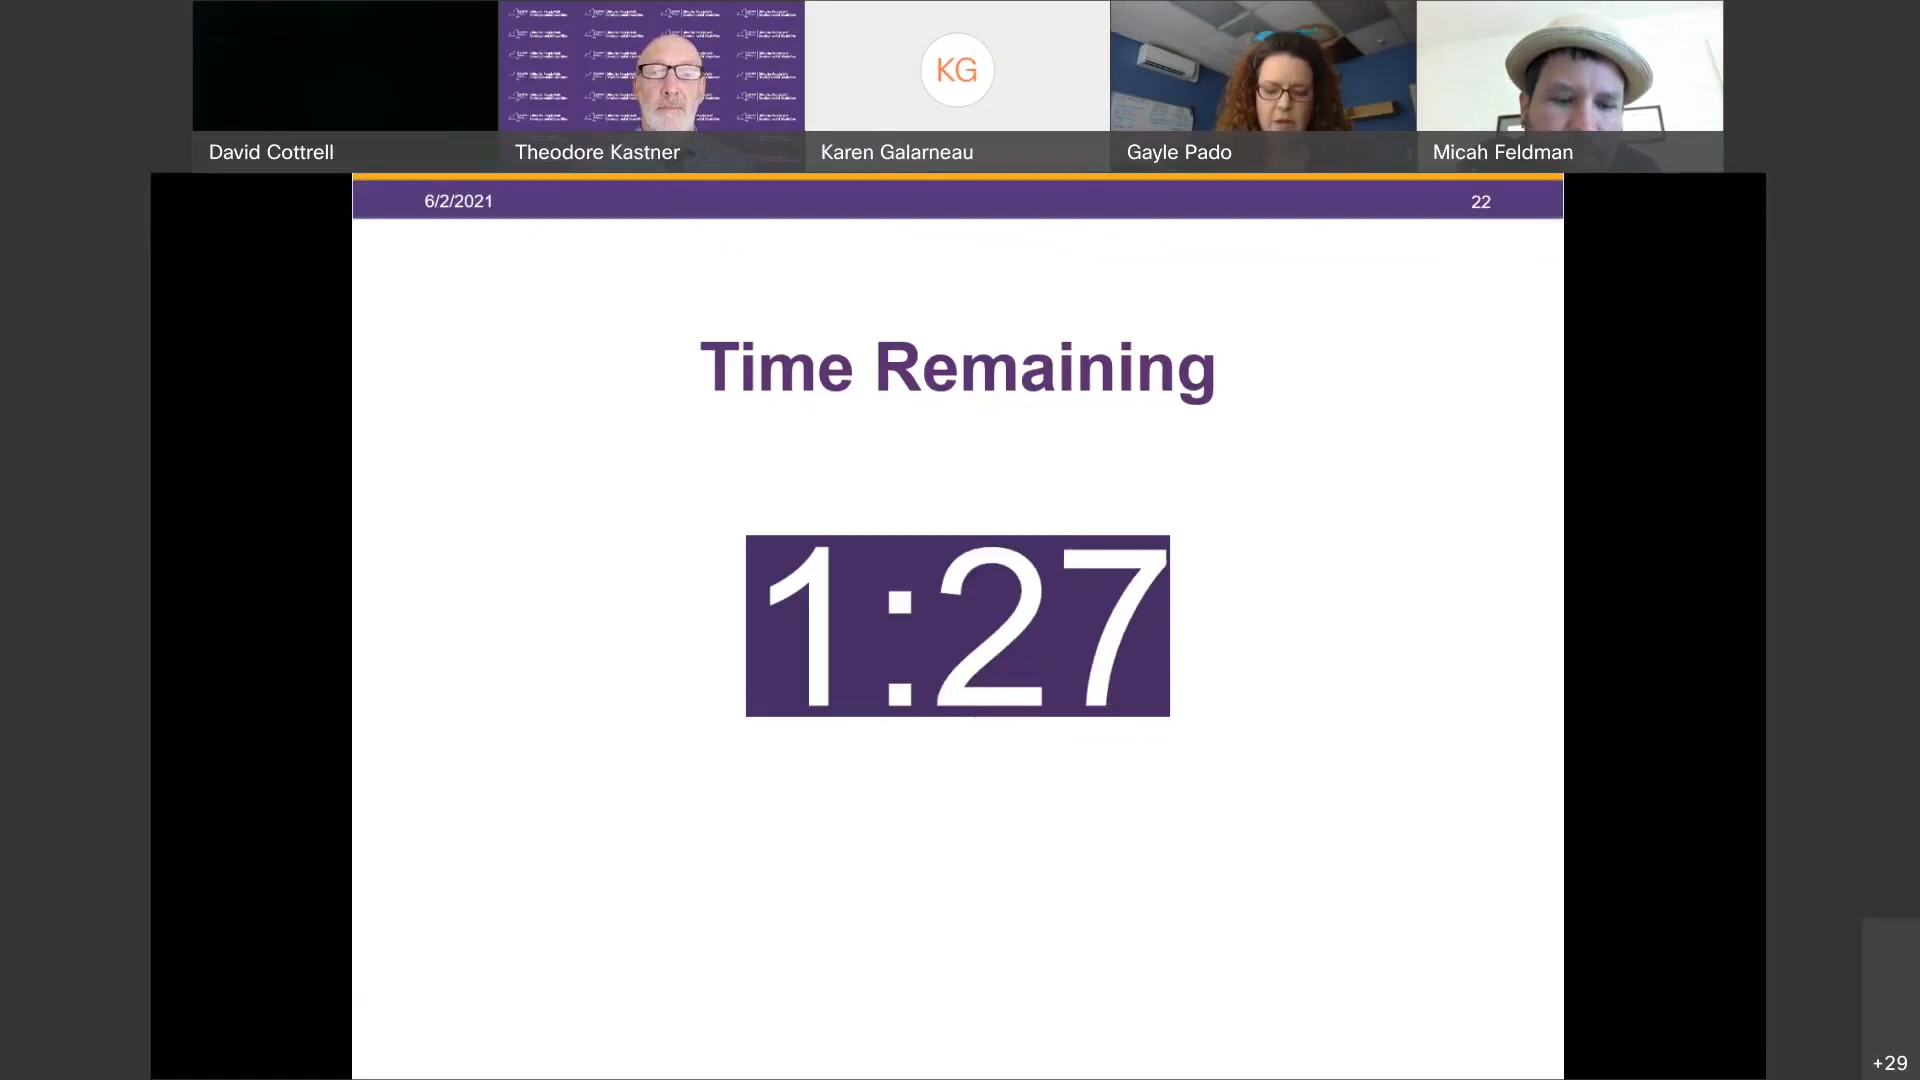 KG
David Cottrell
Theodore Kastner
Karen Galarneau
Gayle Pado
Micah Feldman
6/2/2021
22
Time Remaining
1:27
+29